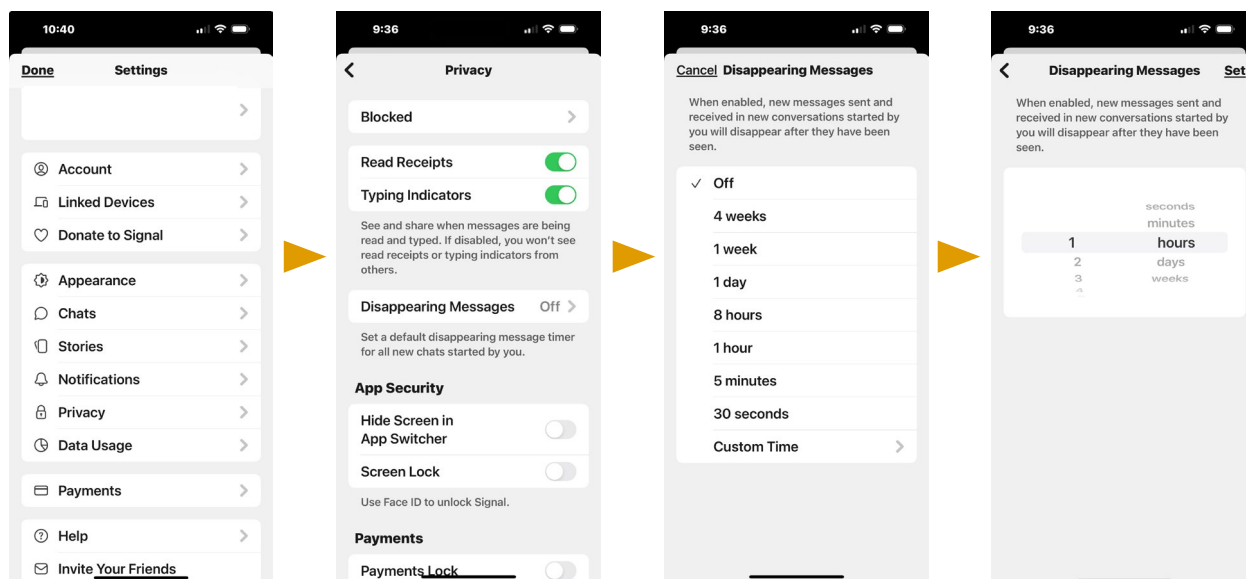 10:40
Done Settings
Account
Linked Devices
Donate to Signal
Appearance
Chats
Stories
Notifications
Privacy
Data Usage
Payments
Help
Invite Your Friends
9:36
Privacy
Blocked
Read Receipts
Typing Indicators
See and share when messages are being
read and typed. If disabled, you won't see
read receipts or typing indicators from
others.
Disappearing Messages Off
Set a default disappearing message timer
for all new chats started by you.
App Security
Hide Screen in
App Switcher
Screen Lock
Use Face ID to unlock Signal.
Payments
Payments Lock
9:36
Cancel Disappearing Messages
When enabled, new messages sent and
received in new conversations started by
you will disappear after they have been
seen.
Off
4 weeks
1 week
1 day
8 hours
1 hour
5 minutes
30 seconds
Custom Time
9:36
Disappearing Messages Set
When enabled, new messages sent and
received in new conversations started by
you will disappear after they have been
seen.
seconds
minutes
1 hours
2 days
3 weeks
4